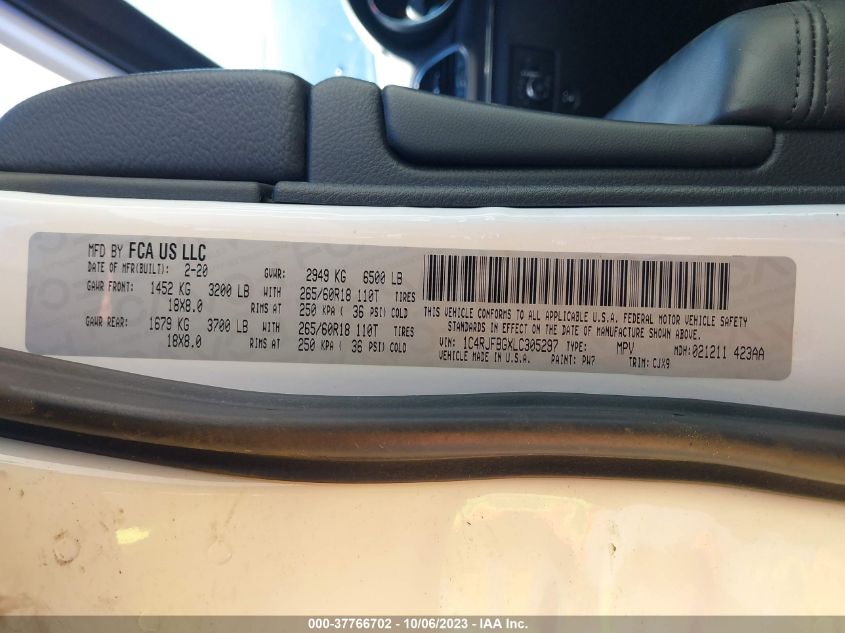 MFD BY FCA US LLC
DATE OF MFR(BUILT): 2-20 GVWR: 2949 KG 6500 LB
GAWR FRONT: 1452 KG 3200 LB WITH 265/60R18 110T TIRES
18X8.0 RIMS AT 250 KPA ( 36 PSI) COLD
GAWR REAR: 1679 KG 3700 LB WITH 265/60R18 110T TIRES
18X8.0 RIMS AT 250 KPA ( 36 PSI) COLD
THIS VEHICLE CONFORMS TO ALL APPLICABLE U.S.A. FEDERAL MOTOR VEHICLE SAFETY
STANDARDS IN EFFECT ON THE DATE OF MANUFACTURE SHOWN ABOVE.
VIN: 1C4RJFBGXLC305297 TYPE: MPV MDH: 021211 423AA
VEHICLE MADE IN U.S.A. PAINT: PW7 TRIM: CJX9
000-37766702 - 10/06/2023 - IAA Inc.